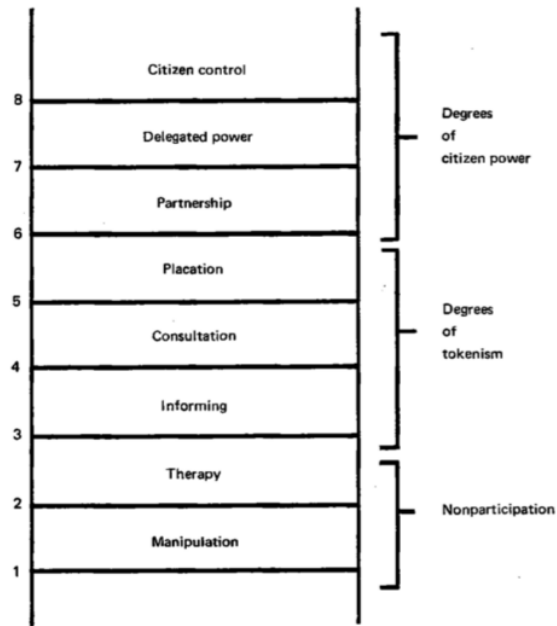 Citizen control
8
Delegated power
7
Partnership
6
Placation
5
Consultation
4
Informing
3
Therapy
2
Manipulation
1
Degrees
of
citizen power
Degrees
of
tokenism
Nonparticipation